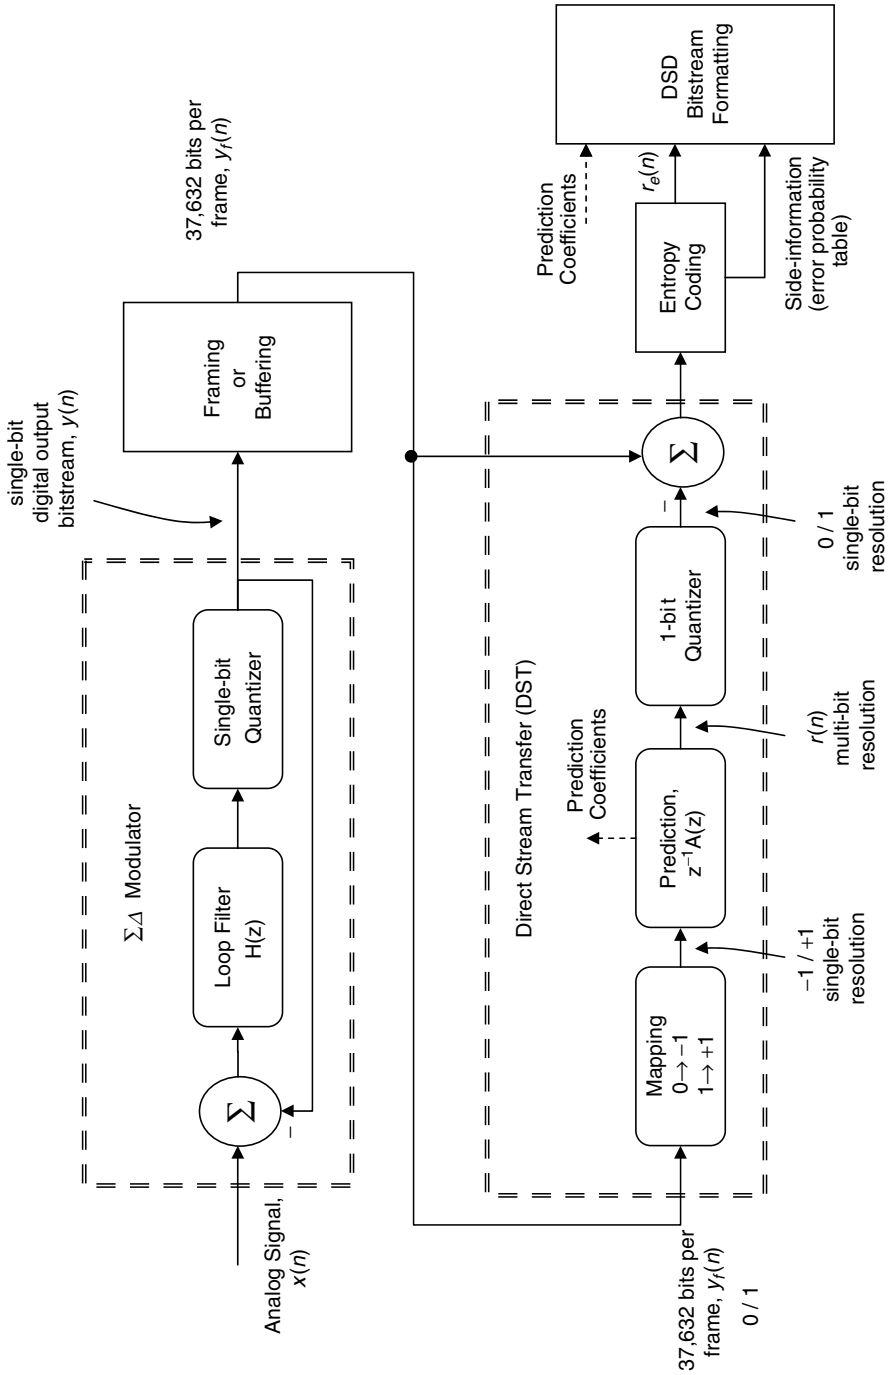 Analog Signal,
x(n)
ΣΔ Modulator
Σ
−
Loop Filter
H(z)
Single-bit
Quantizer
single-bit
digital output
bitstream, y(n)
Framing
or
Buffering
37,632 bits per
frame, y_f(n)
37,632 bits per
frame, y_f(n)
0 / 1
Direct Stream Transfer (DST)
Mapping
0→ −1
1→ +1
−1 / +1
single-bit
resolution
Prediction,
z⁻¹A(z)
Prediction
Coefficients
r(n)
multi-bit
resolution
1-bit
Quantizer
0 / 1
single-bit
resolution
−
Σ
Entropy
Coding
Prediction
Coefficients
r_e(n)
Side-information
(error probability
table)
DSD
Bitstream
Formatting